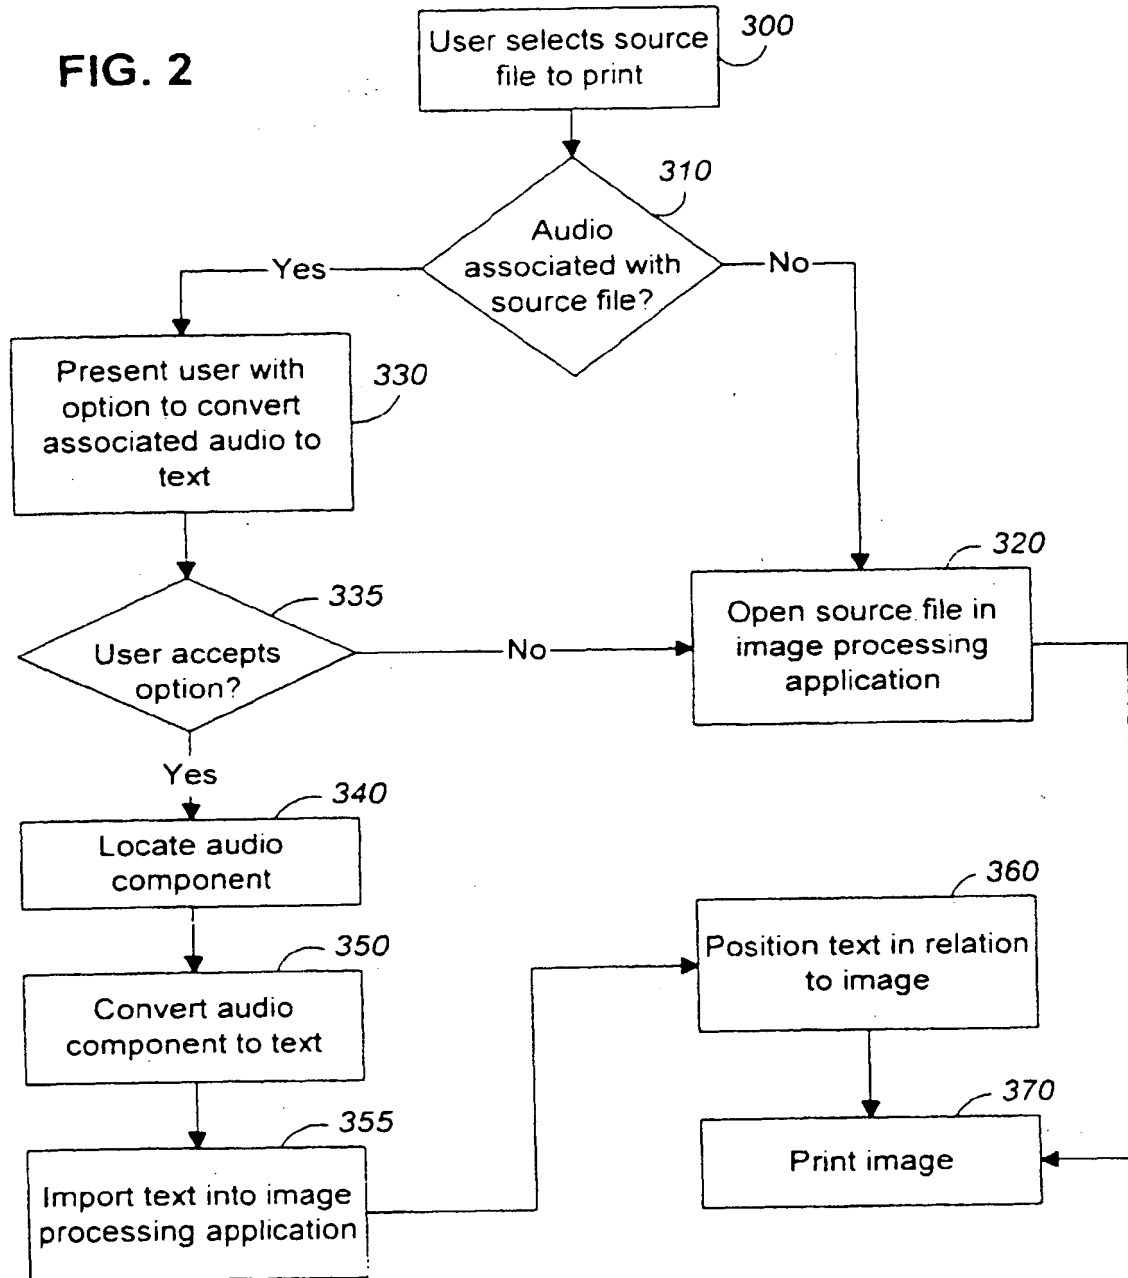 FIG. 2
User selects source
file to print
300
310
Audio
associated with
source file?
Yes
No
Present user with
option to convert
associated audio to
text
330
335
User accepts
option?
No
320
Open source file in
image processing
application
Yes
340
Locate audio
component
350
Convert audio
component to text
355
Import text into image
processing application
360
Position text in relation
to image
370
Print image